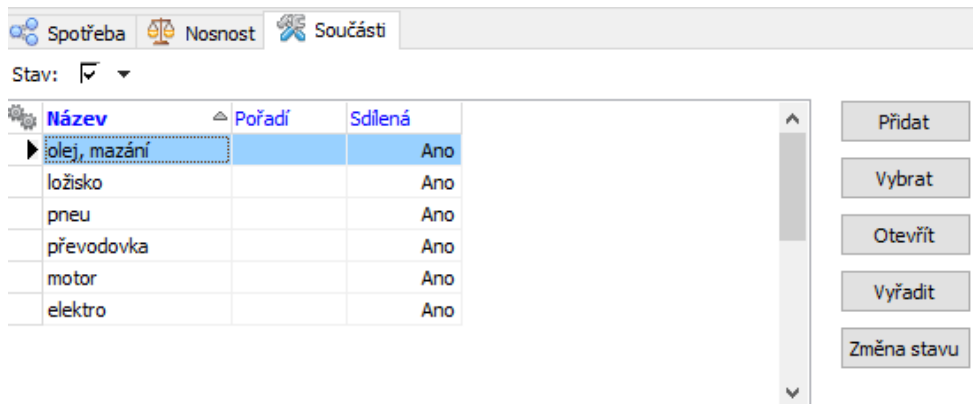 Spotřeba Nosnost Součásti
Stav:
Název Pořadí Sdílená
olej, mazání Ano
ložisko Ano
pneu Ano
převodovka Ano
motor Ano
elektro Ano
Přidat
Vybrat
Otevřít
Vyřadit
Změna stavu